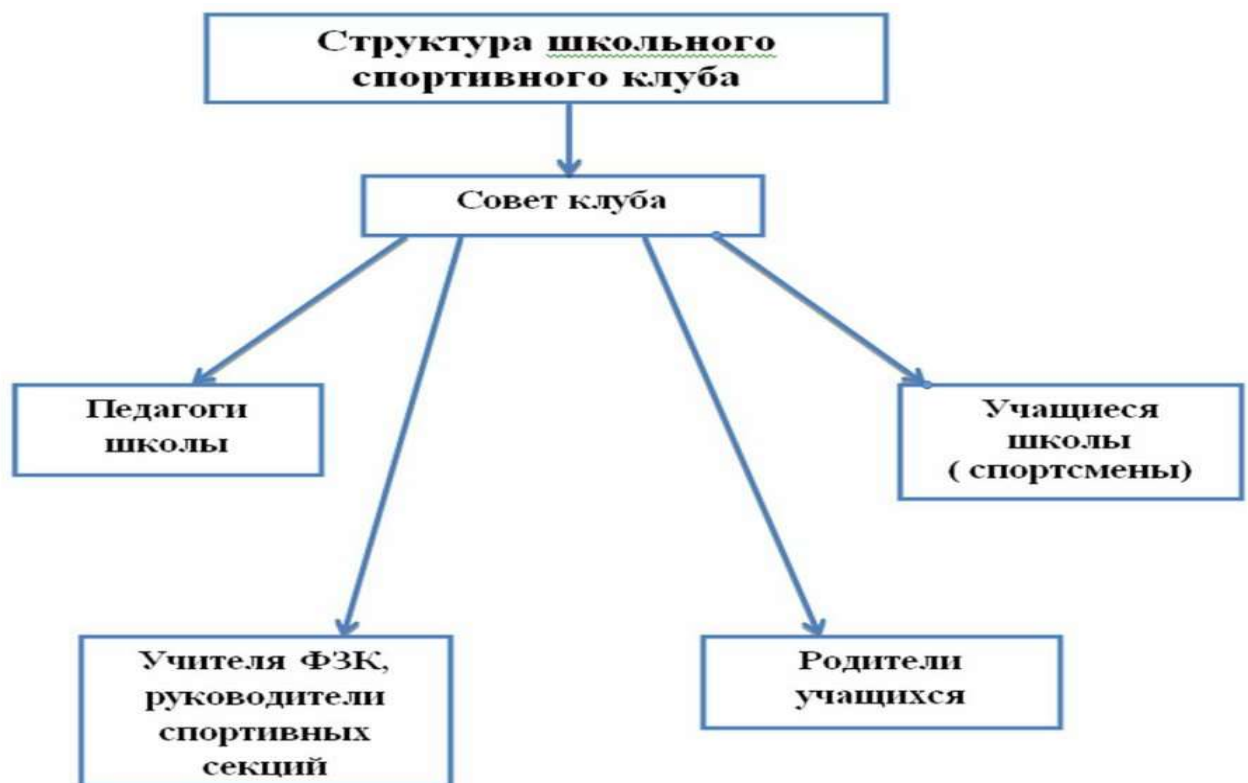 Структура школьного
спортивного клуба
Совет клуба
Педагоги
школы
Учащиеся
школы
( спортсмены)
Учителя ФЗК,
руководители
спортивных
секций
Родители
учащихся